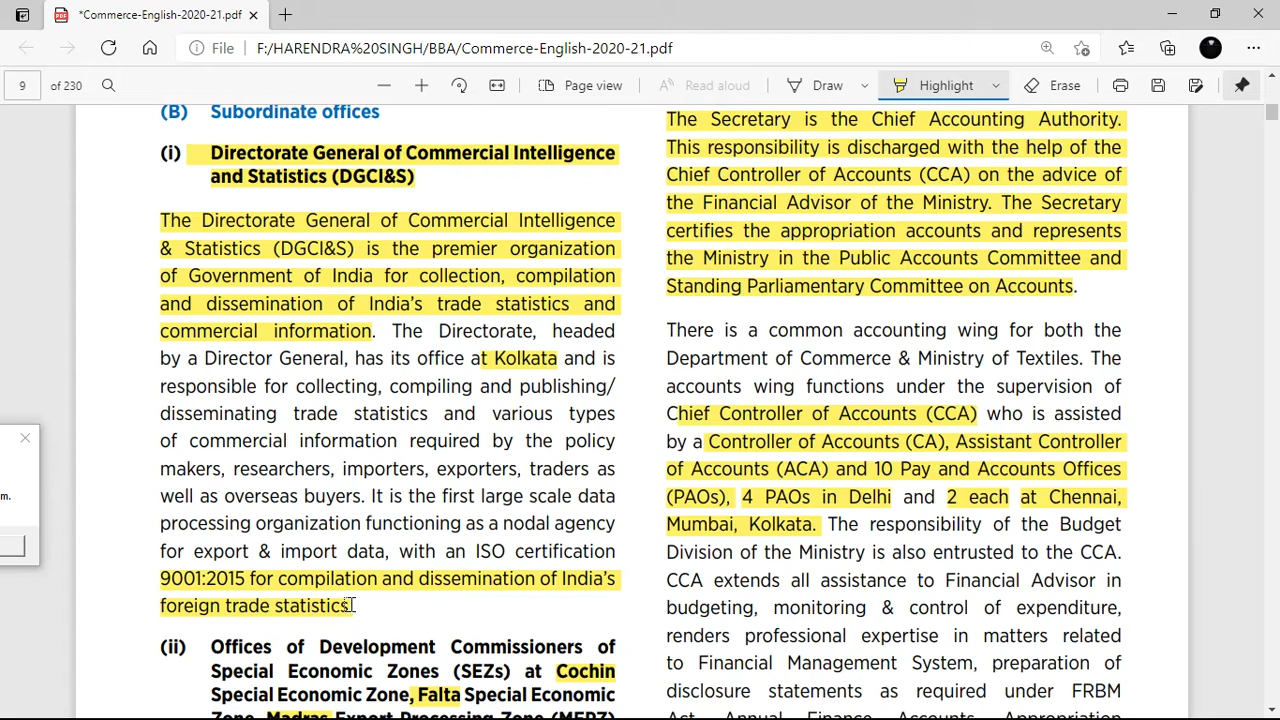 *Commerce-English-2020-21.pdf
File
F:/HARENDRA%20SINGH/BBA/Commerce-English-2020-21.pdf
9 of 230
Page view
Read aloud
Draw
Highlight
Erase
(B) Subordinate offices
(i) Directorate General of Commercial Intelligence
and Statistics (DGCI&S)
The Directorate General of Commercial Intelligence
& Statistics (DGCI&S) is the premier organization
of Government of India for collection, compilation
and dissemination of India's trade statistics and
commercial information. The Directorate, headed
by a Director General, has its office at Kolkata and is
responsible for collecting, compiling and publishing/
disseminating trade statistics and various types
of commercial information required by the policy
makers, researchers, importers, exporters, traders as
well as overseas buyers. It is the first large scale data
processing organization functioning as a nodal agency
for export & import data, with an ISO certification
9001:2015 for compilation and dissemination of India's
foreign trade statistics.
(ii) Offices of Development Commissioners of
Special Economic Zones (SEZs) at Cochin
Special Economic Zone, Falta Special Economic
Zone, Madras Export Processing Zone (MEPZ)
The Secretary is the Chief Accounting Authority.
This responsibility is discharged with the help of the
Chief Controller of Accounts (CCA) on the advice of
the Financial Advisor of the Ministry. The Secretary
certifies the appropriation accounts and represents
the Ministry in the Public Accounts Committee and
Standing Parliamentary Committee on Accounts.
There is a common accounting wing for both the
Department of Commerce & Ministry of Textiles. The
accounts wing functions under the supervision of
Chief Controller of Accounts (CCA) who is assisted
by a Controller of Accounts (CA), Assistant Controller
of Accounts (ACA) and 10 Pay and Accounts Offices
(PAOs), 4 PAOs in Delhi and 2 each at Chennai,
Mumbai, Kolkata. The responsibility of the Budget
Division of the Ministry is also entrusted to the CCA.
CCA extends all assistance to Financial Advisor in
budgeting, monitoring & control of expenditure,
renders professional expertise in matters related
to Financial Management System, preparation of
disclosure statements as required under FRBM
Act, Annual Finance Accounts, Appropriation
m.